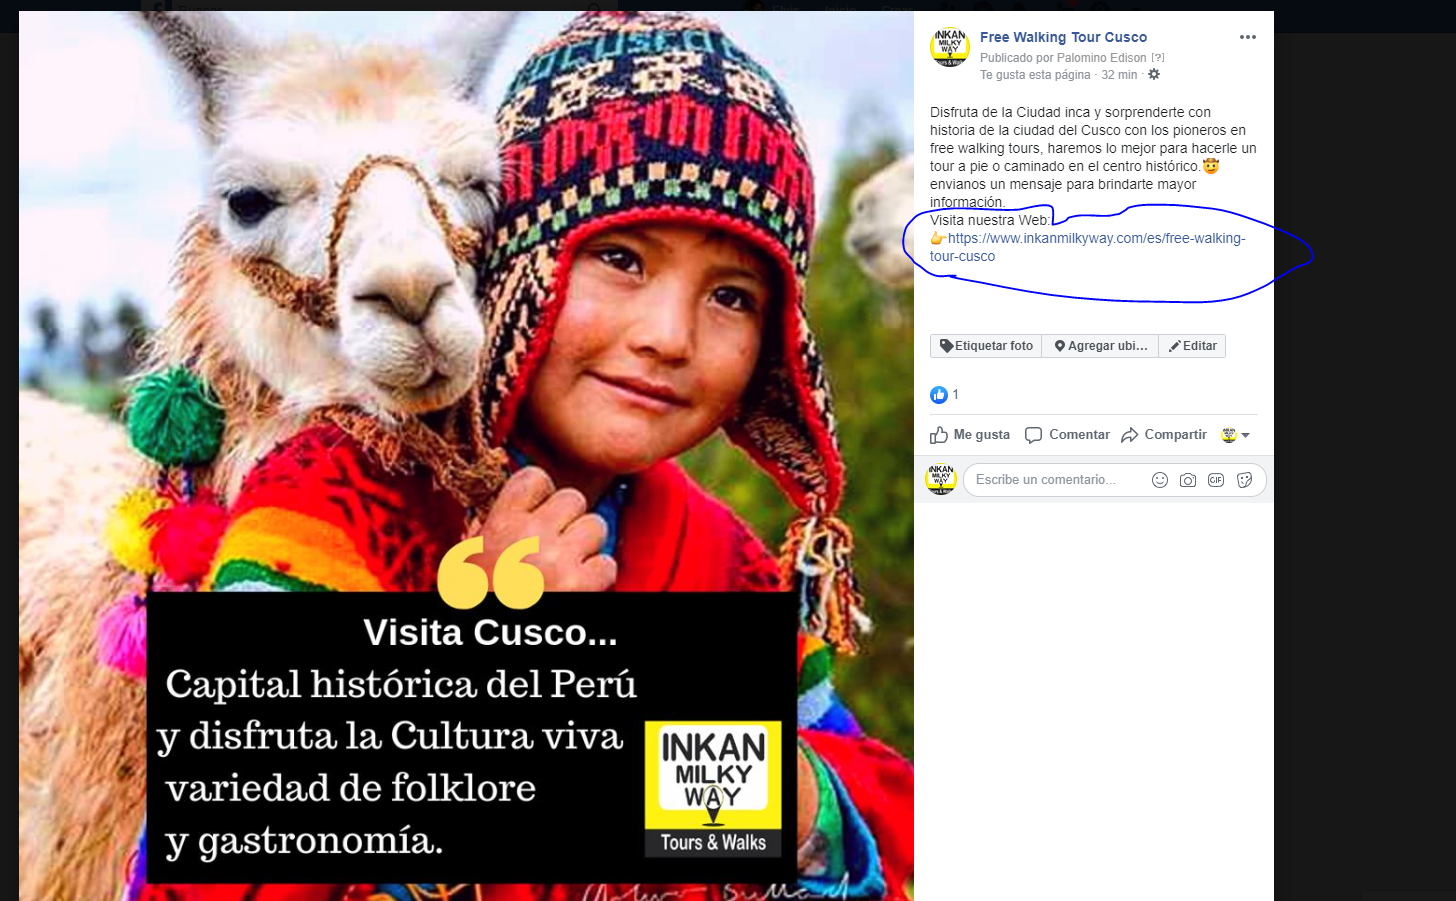 Visita Cusco...
Capital histórica del Perú
y disfruta la Cultura viva
variedad de folklore
y gastronomía.
INKAN
MILKY
WAY
Tours & Walks
Free Walking Tour Cusco
Publicado por Palomino Edison [?]
Te gusta esta página · 32 min ·
Disfruta de la Ciudad inca y sorprenderte con
historia de la ciudad del Cusco con los pioneros en
free walking tours, haremos lo mejor para hacerle un
tour a pie o caminado en el centro histórico.🤠
envianos un mensaje para brindarte mayor
información.
Visita nuestra Web:
👉https://www.inkanmilkyway.com/es/free-walking-
tour-cusco
Etiquetar foto
Agregar ubi...
Editar
1
Me gusta
Comentar
Compartir
INKAN
MILKY
WAY
Escribe un comentario...
GIF